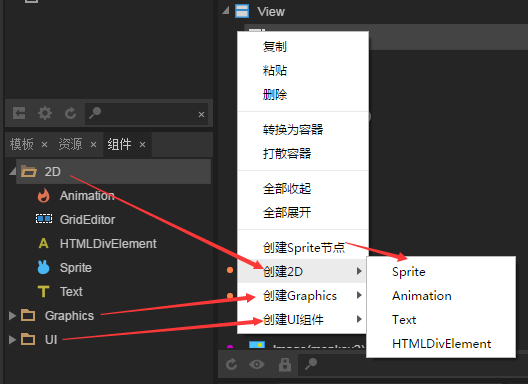 View
复制
粘贴
删除
转换为容器
打散容器
全部收起
全部展开
创建Sprite节点
创建2D
创建Graphics
创建UI组件
Sprite
Animation
Text
HTMLDivElement
模板 × 资源 × 组件 ×
2D
Animation
GridEditor
HTMLDivElement
Sprite
Text
Graphics
UI